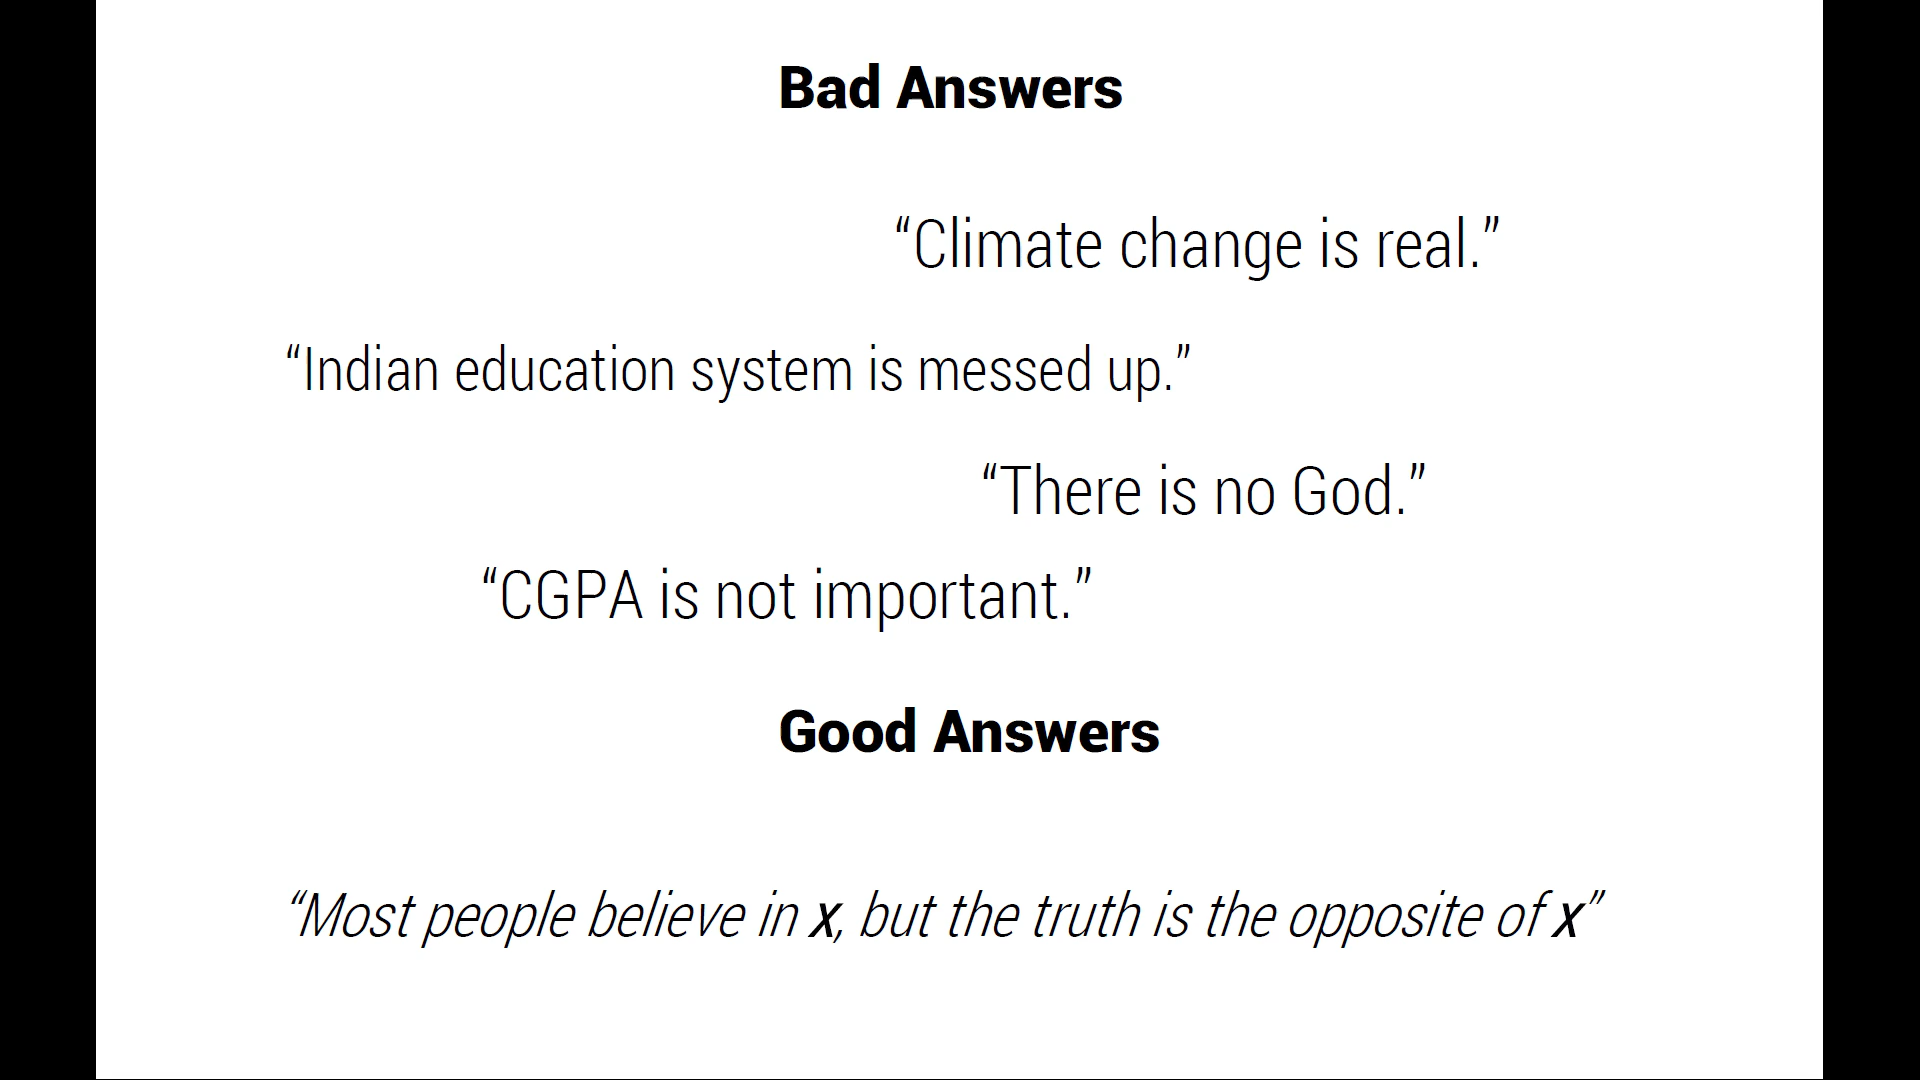 Bad Answers
“Climate change is real.”
“Indian education system is messed up.”
“There is no God.”
“CGPA is not important.”
Good Answers
“Most people believe in x, but the truth is the opposite of x”